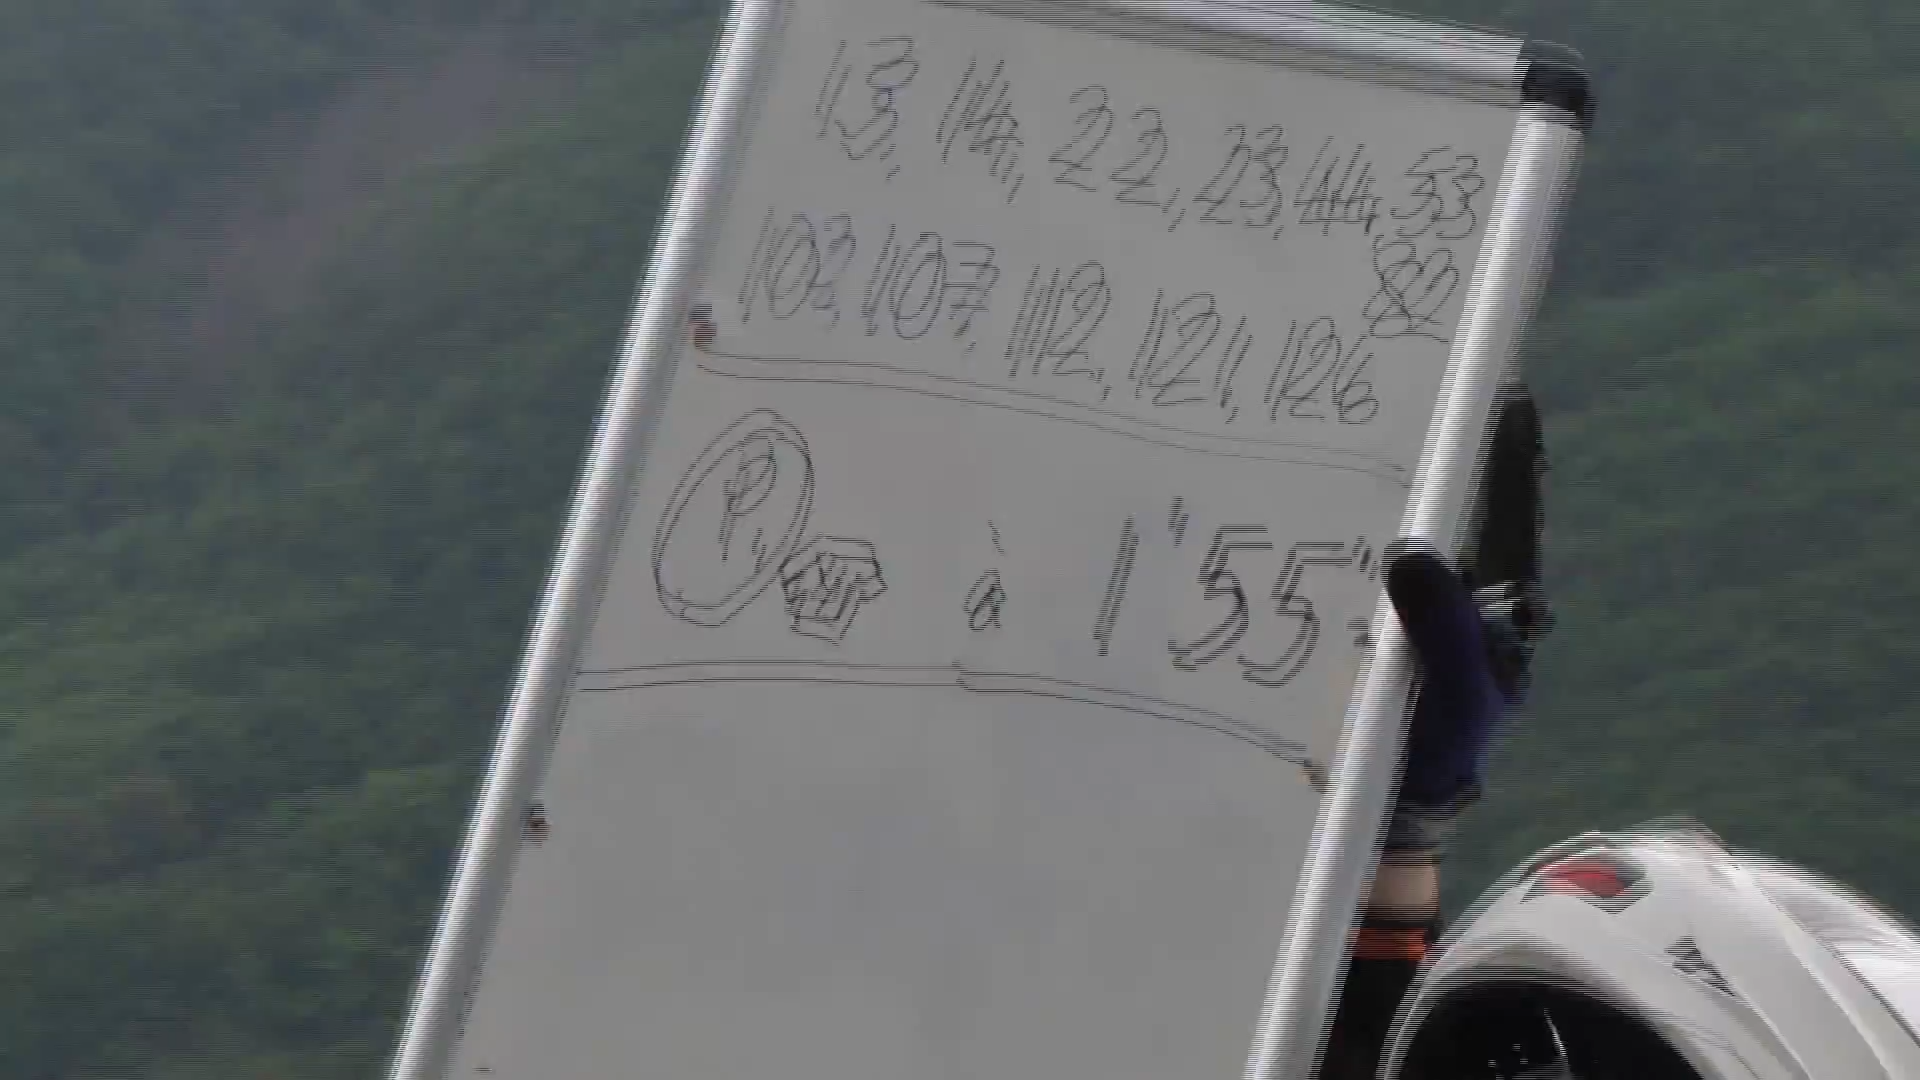 13, 14, 22, 23, 44, 53
82
103, 107, 112, 121, 126
P. à 1'55"